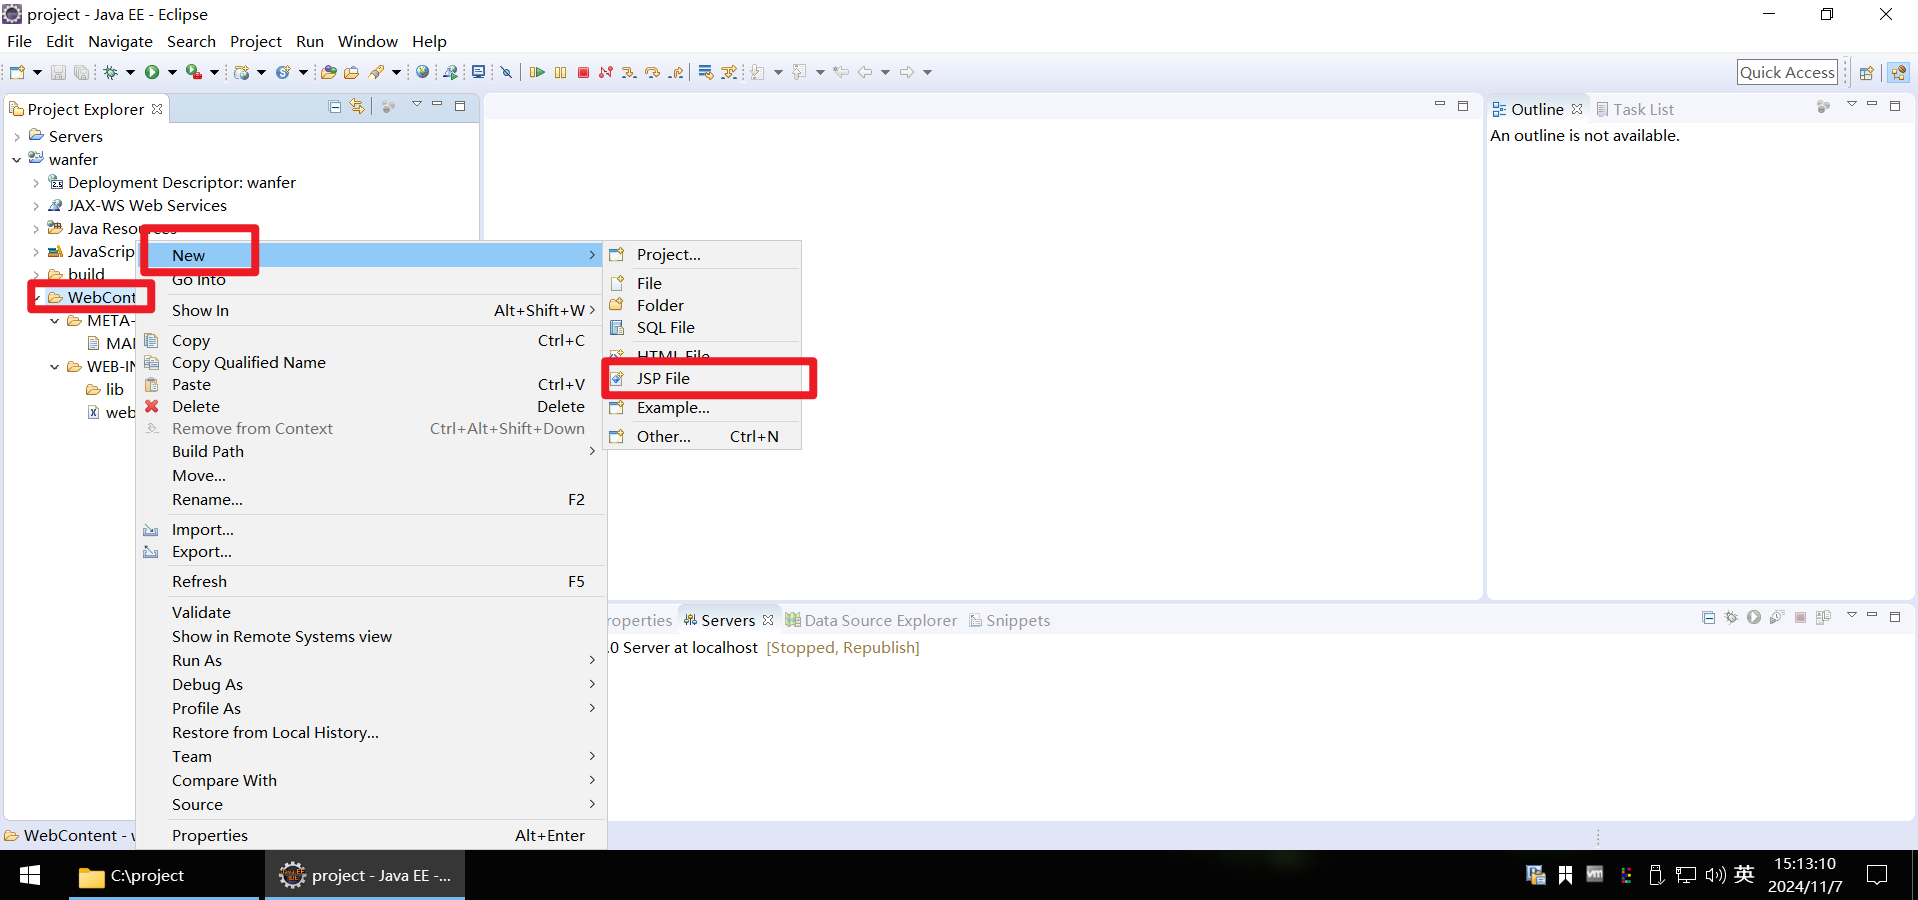 project - Java EE - Eclipse
File Edit Navigate Search Project Run Window Help
Quick Access
Project Explorer
Servers
wanfer
Deployment Descriptor: wanfer
JAX-WS Web Services
Java Resources
JavaScrip
build
WebCont
META-
MAI
WEB-IN
lib
web
New
Go Into
Show In Alt+Shift+W
Copy Ctrl+C
Copy Qualified Name
Paste Ctrl+V
Delete Delete
Remove from Context Ctrl+Alt+Shift+Down
Build Path
Move...
Rename... F2
Import...
Export...
Refresh F5
Validate
Show in Remote Systems view
Run As
Debug As
Profile As
Restore from Local History...
Team
Compare With
Source
Properties Alt+Enter
Project...
File
Folder
SQL File
HTML File
JSP File
Example...
Other... Ctrl+N
Outline Task List
An outline is not available.
roperties Servers Data Source Explorer Snippets
.0 Server at localhost [Stopped, Republish]
WebContent - w
C:\project
project - Java EE -...
vm
英
15:13:10
2024/11/7